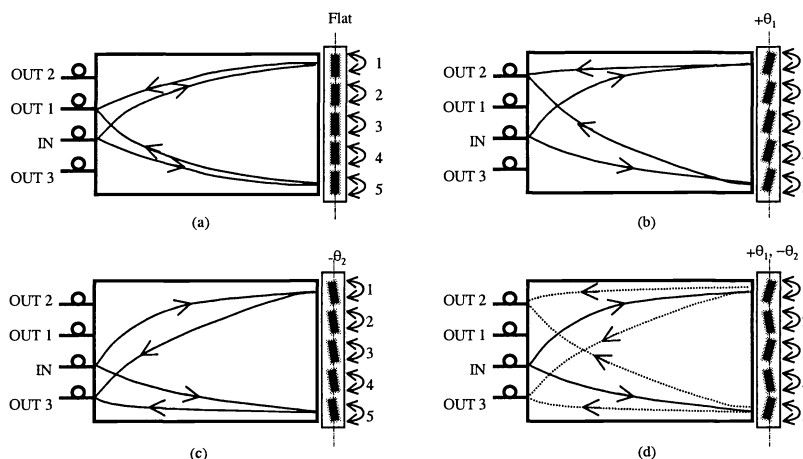 Flat
OUT 2
OUT 1
IN
OUT 3
1
2
3
4
5
(a)
+θ₁
OUT 2
OUT 1
IN
OUT 3
(b)
-θ₂
OUT 2
OUT 1
IN
OUT 3
1
2
3
4
5
(c)
+θ₁, -θ₂
OUT 2
OUT 1
IN
OUT 3
(d)